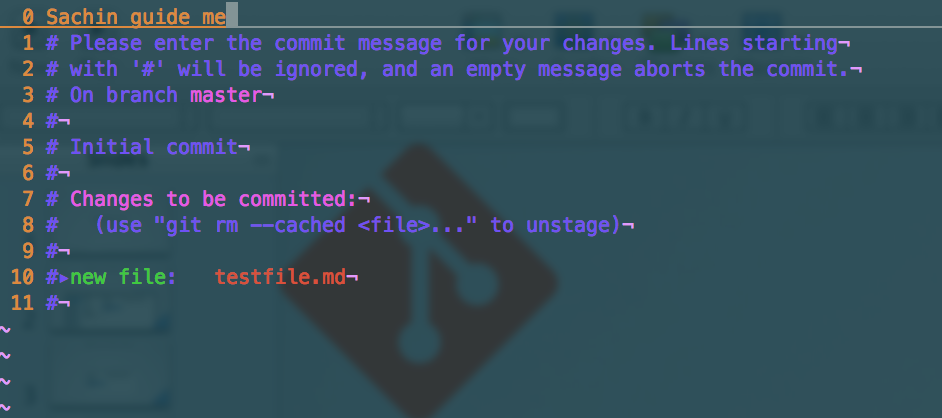 0 Sachin guide me
1 # Please enter the commit message for your changes. Lines starting¬
2 # with '#' will be ignored, and an empty message aborts the commit.¬
3 # On branch master¬
4 #¬
5 # Initial commit¬
6 #¬
7 # Changes to be committed:¬
8 #   (use "git rm --cached <file>..." to unstage)¬
9 #¬
10 #▸new file:   testfile.md¬
11 #¬
~
~
~
~